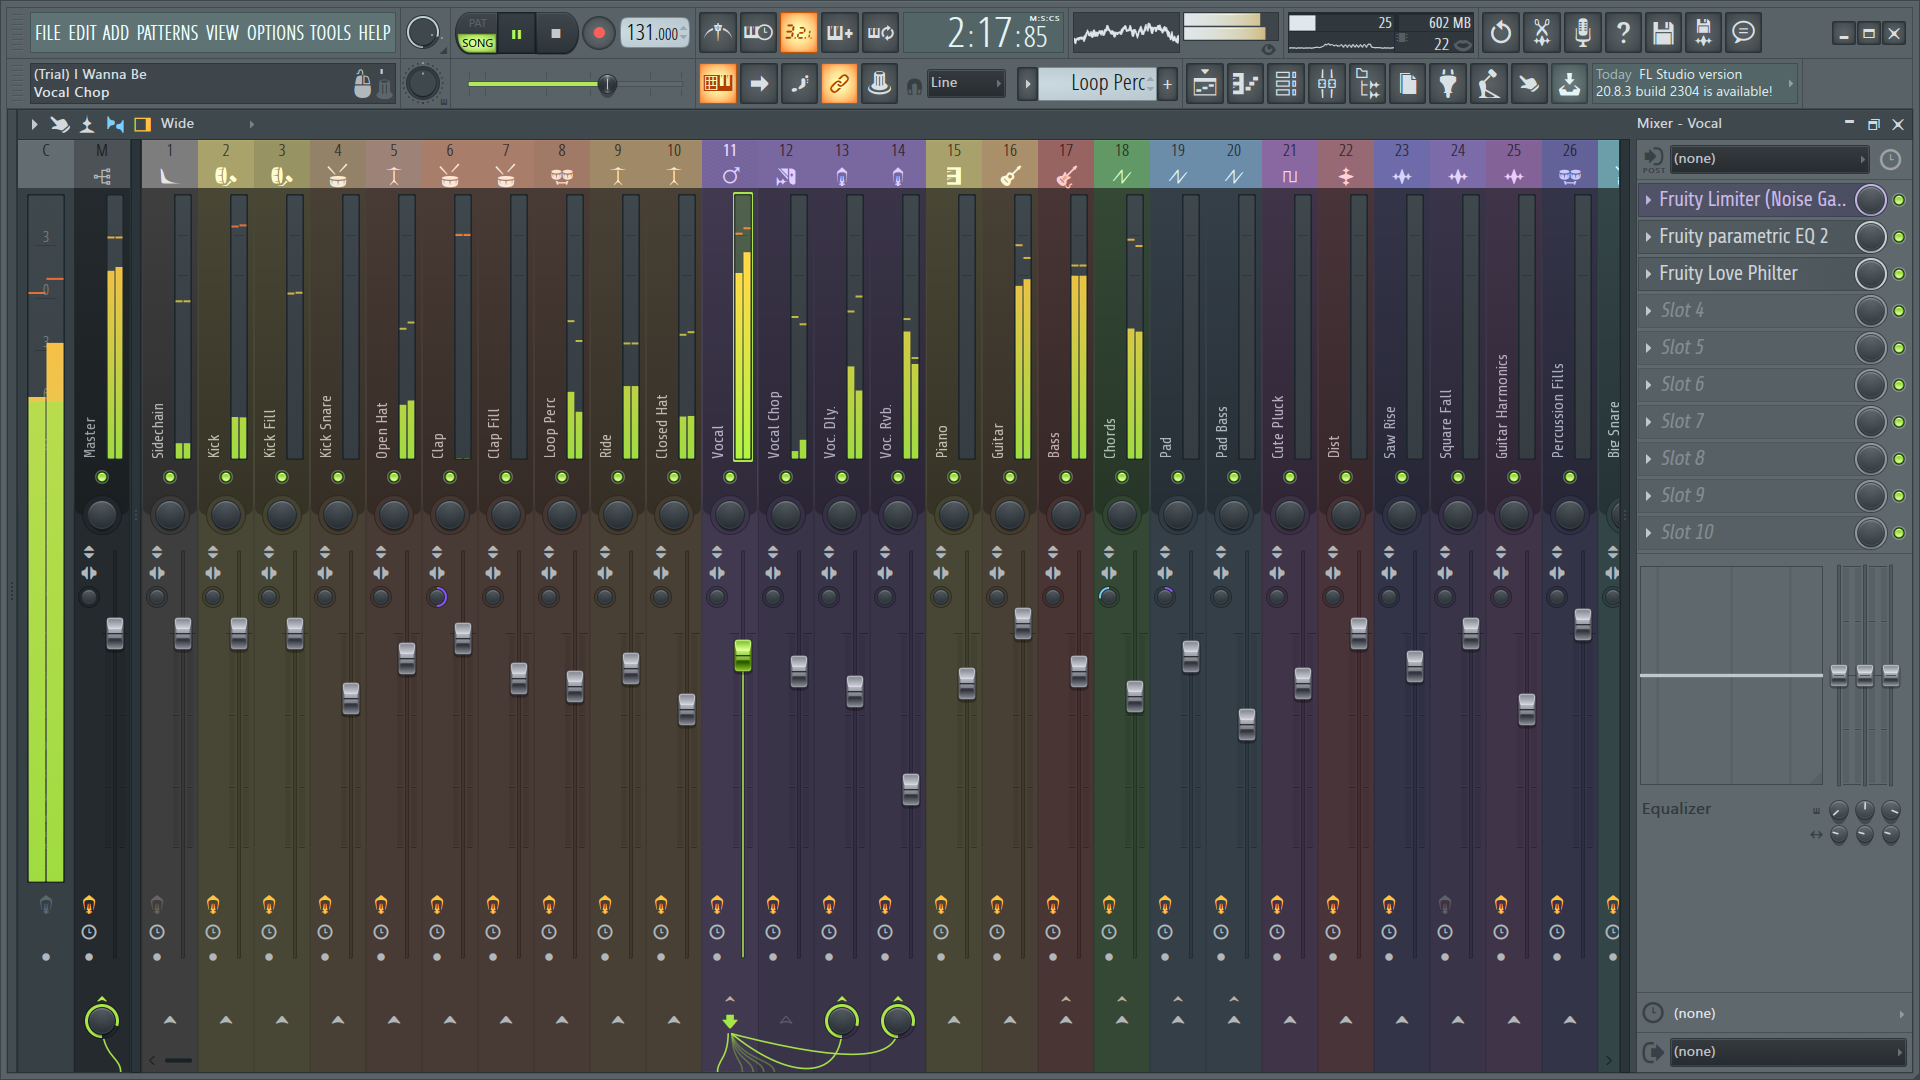 FILE EDIT ADD PATTERNS VIEW OPTIONS TOOLS HELP
PAT
SONG
131.000
3.2.1
2:17:85
M:S:CS
25
602 MB
22
(Trial) I Wanna Be
Vocal Chop
Line
Loop Perc
Today FL Studio version
20.8.3 build 2304 is available!
Wide
Mixer - Vocal
C M 1 2 3 4 5 6 7 8 9 10 11 12 13 14 15 16 17 18 19 20 21 22 23 24 25 26
3
0
3
Master
Sidechain
Kick
Kick Fill
Kick Snare
Open Hat
Clap
Clap Fill
Loop Perc
Ride
Closed Hat
Vocal
Vocal Chop
Voc. Dly.
Voc. Rvb.
Piano
Guitar
Bass
Chords
Pad
Pad Bass
Cute Pluck
Dist
Saw Rise
Square Fall
Guitar Harmonics
Percussion Fills
Big Snare
POST
(none)
Fruity Limiter (Noise Ga..
Fruity parametric EQ 2
Fruity Love Philter
Slot 4
Slot 5
Slot 6
Slot 7
Slot 8
Slot 9
Slot 10
Equalizer
(none)
(none)